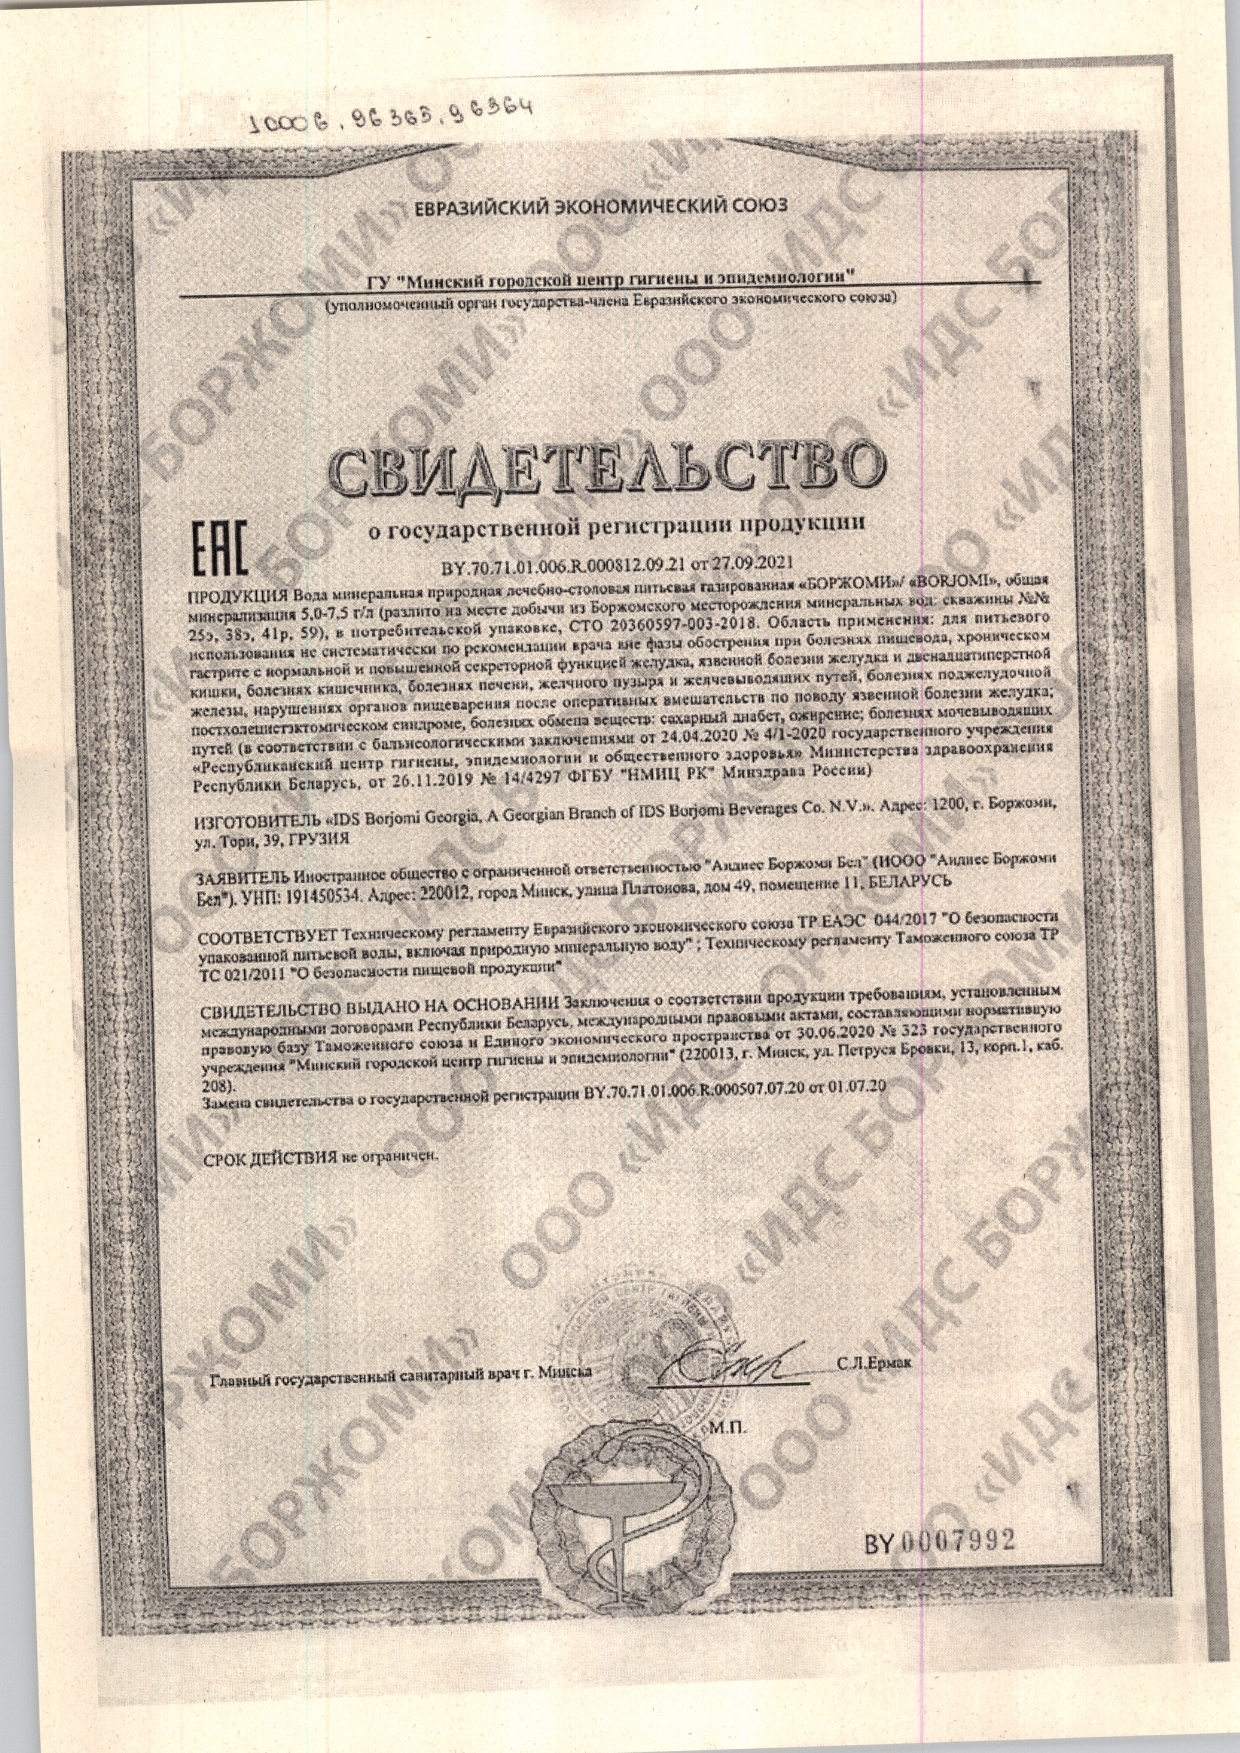 10006, 96363, 96364
ЕВРАЗИЙСКИЙ ЭКОНОМИЧЕСКИЙ СОЮЗ
ГУ "Минский городской центр гигиены и эпидемиологии"
(уполномоченный орган государства-члена Евразийского экономического союза)
СВИДЕТЕЛЬСТВО
о государственной регистрации продукции
EAC
BY.70.71.01.006.R.000812.09.21 от 27.09.2021
ПРОДУКЦИЯ Вода минеральная природная лечебно-столовая питьевая газированная «БОРЖОМИ»/ «BORJOMI», общая
минерализация 5,0-7,5 г/л (разлито на месте добычи из Боржомского месторождения минеральных вод: скважины №№
25э, 38э, 41р, 59), в потребительской упаковке, СТО 20360597-003-2018. Область применения: для питьевого
использования не систематически по рекомендации врача вне фазы обострения при болезнях пищевода, хроническом
гастрите с нормальной и повышенной секреторной функцией желудка, язвенной болезни желудка и двенадцатиперстной
кишки, болезнях кишечника, болезнях печени, желчного пузыря и желчевыводящих путей, болезнях поджелудочной
железы, нарушениях органов пищеварения после оперативных вмешательств по поводу язвенной болезни желудка;
постхолецистэктомическом синдроме, болезнях обмена веществ: сахарный диабет, ожирение; болезнях мочевыводящих
путей (в соответствии с бальнеологическими заключениями от 24.04.2020 № 4/1-2020 государственного учреждения
«Республиканский центр гигиены, эпидемиологии и общественного здоровья» Министерства здравоохранения
Республики Беларусь, от 26.11.2019 № 14/4297 ФГБУ "НМИЦ РК" Минздрава России)
ИЗГОТОВИТЕЛЬ «IDS Borjomi Georgia, A Georgian Branch of IDS Borjomi Beverages Co. N.V.». Адрес: 1200, г. Боржоми,
ул. Тори, 39, ГРУЗИЯ
ЗАЯВИТЕЛЬ Иностранное общество с ограниченной ответственностью "Аидиес Боржоми Бел" (ИООО "Аидиес Боржоми
Бел"). УНП: 191450534. Адрес: 220012, город Минск, улица Платонова, дом 49, помещение 11, БЕЛАРУСЬ
СООТВЕТСТВУЕТ Техническому регламенту Евразийского экономического союза ТР ЕАЭС 044/2017 "О безопасности
упакованной питьевой воды, включая природную минеральную воду" ; Техническому регламенту Таможенного союза ТР
ТС 021/2011 "О безопасности пищевой продукции"
СВИДЕТЕЛЬСТВО ВЫДАНО НА ОСНОВАНИИ Заключения о соответствии продукции требованиям, установленным
международными договорами Республики Беларусь, международными правовыми актами, составляющими нормативную
правовую базу Таможенного союза и Единого экономического пространства от 30.06.2020 № 323 государственного
учреждения "Минский городской центр гигиены и эпидемиологии" (220013, г. Минск, ул. Петруся Бровки, 13, корп.1, каб.
208).
Замена свидетельства о государственной регистрации BY.70.71.01.006.R.000507.07.20 от 01.07.20
СРОК ДЕЙСТВИЯ не ограничен.
Главный государственный санитарный врач г. Минска
С.Л.Ермак
М.П.
BY 0007992
ООО «ИДС БОРЖОМИ»